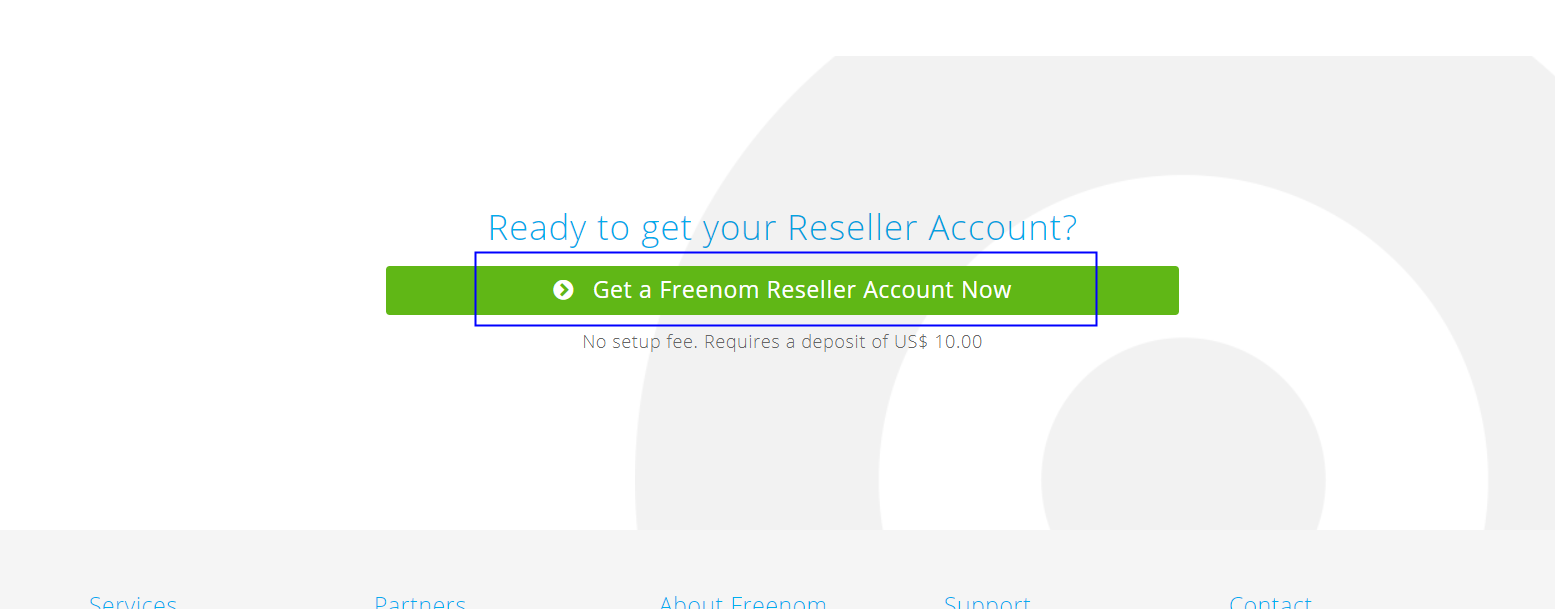 Ready to get your Reseller Account?
Get a Freenom Reseller Account Now
No setup fee. Requires a deposit of US$ 10.00
Services Partners About Freenom Support Contact